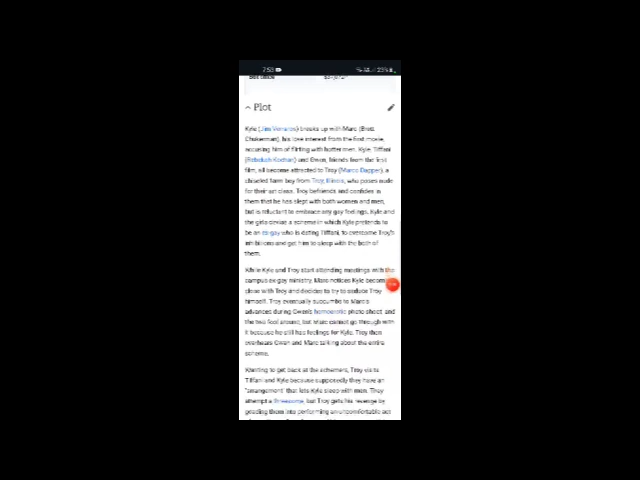 7:53
Box office
Plot
Kyle (Jim Verraros) breaks up with Marc (Brett
Chukerman), his love interest from the first movie,
accusing him of flirting with hotter men. Kyle, Tiffani
(Rebekah Kochan) and Gwen, friends from the first
film, all become attracted to Troy (Marco Dapper), a
chiseled farm boy from Troy, Illinois, who poses nude
for their art class. Troy befriends and confides in
them that he has slept with both women and men,
but is reluctant to embrace any gay feelings. Kyle and
the girls devise a scheme in which Kyle pretends to
be an ex-gay who is dating Tiffani, to overcome Troy's
inhibitions and get him to sleep with the both of
them.
While Kyle and Troy start attending meetings with the
campus ex-gay ministry, Marc notices Kyle become
close with Troy and decides to try to seduce Troy
himself. Troy eventually succumbs to Marc's
advances during Gwen's homoerotic photo shoot, and
the two fool around, but Marc cannot go through with
it because he still has feelings for Kyle. Troy then
overhears Gwen and Marc talking about the entire
scheme.
Wanting to get back at the schemers, Troy
Tiffani and Kyle because supposedly they have an
"arrangement" that lets Kyle sleep with men. They
attempt a threesome, but Troy gets his revenge by
goading them into performing an uncomfortable act